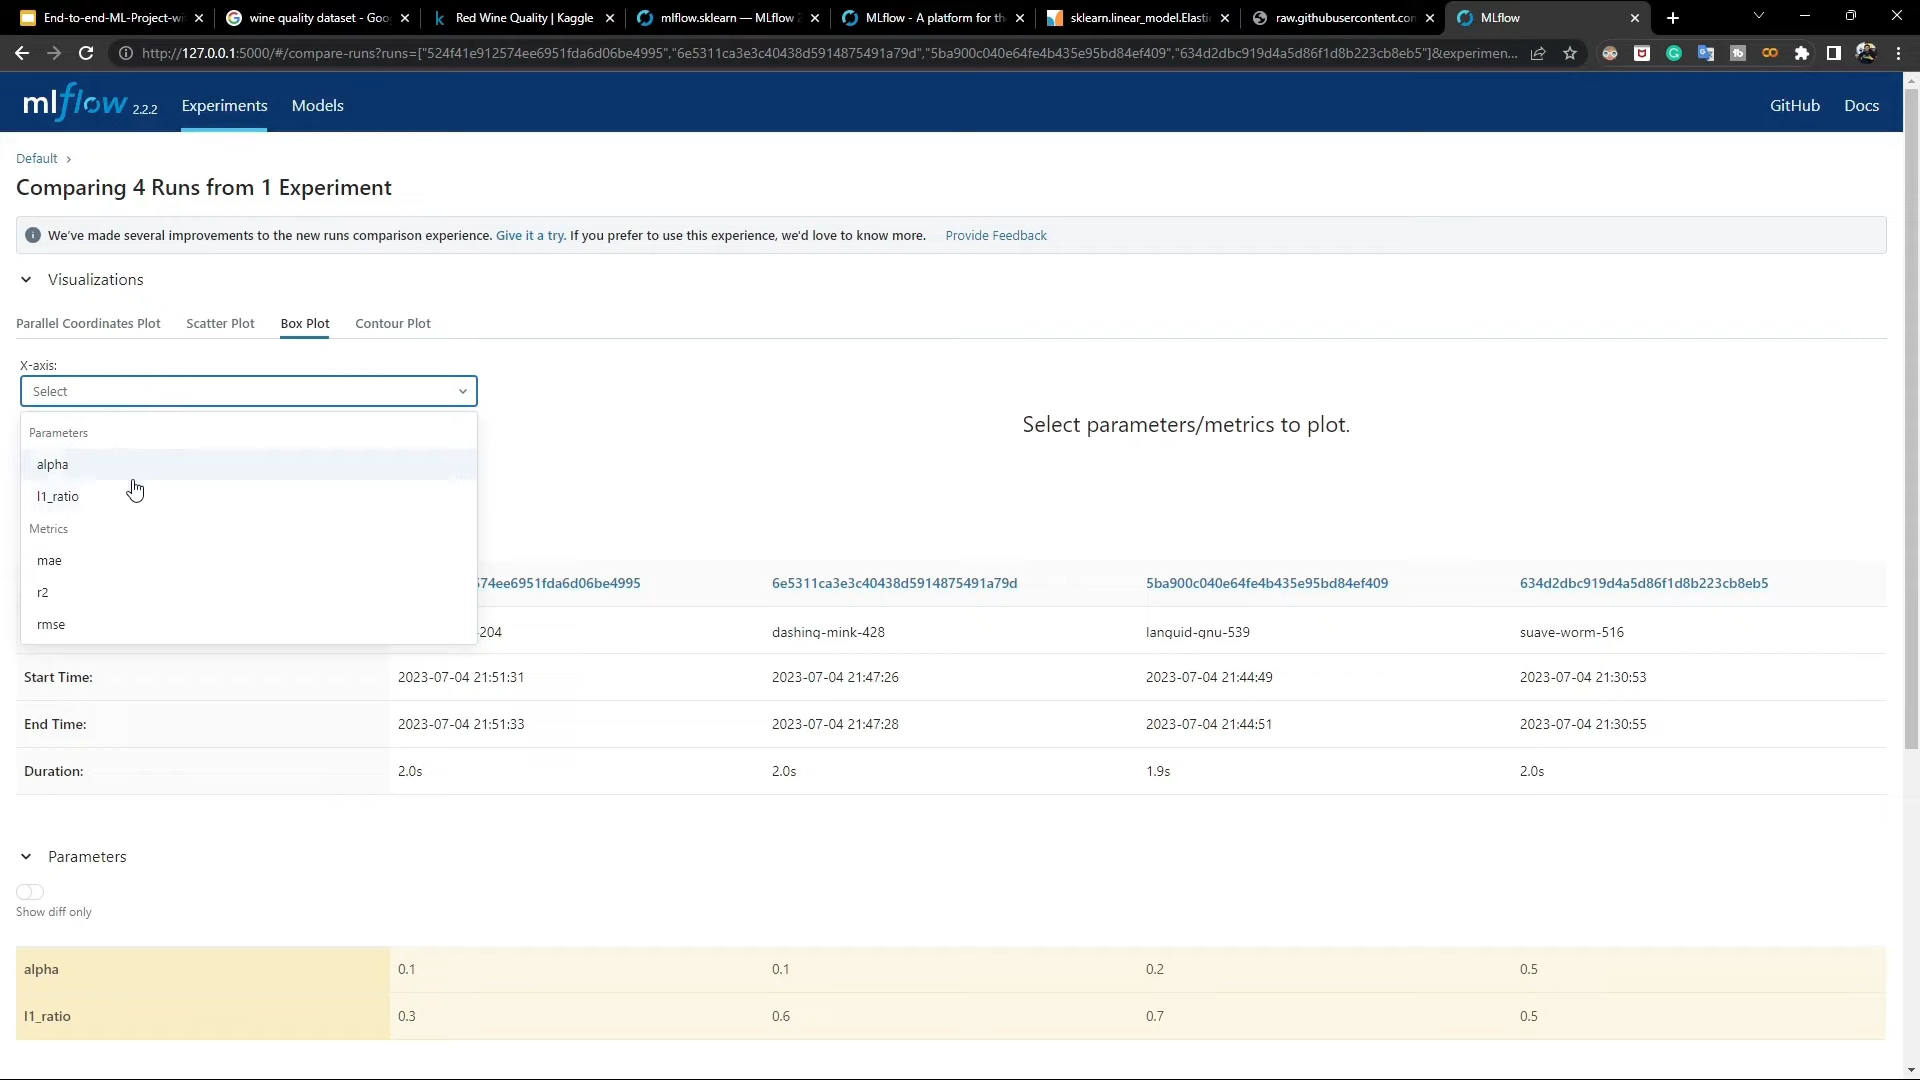 End-to-end-ML-Project-wi
wine quality dataset - Goo
Red Wine Quality | Kaggle
mlflow.sklearn — MLflow 2
MLflow - A platform for th
sklearn.linear_model.Elasti
raw.githubusercontent.co
MLflow
http://127.0.0.1:5000/#/compare-runs?runs=["524f41e912574ee6951fda6d06be4995","6e5311ca3e3c40438d5914875491a79d","5ba900c040e64fe4b435e95bd84ef409","634d2dbc919d4a5d86f1d8b223cb8eb5"]&experimen...
mlflow 2.2.2 Experiments Models GitHub Docs
Default ›
Comparing 4 Runs from 1 Experiment
We've made several improvements to the new runs comparison experience. Give it a try. If you prefer to use this experience, we'd love to know more. Provide Feedback
Visualizations
Parallel Coordinates Plot Scatter Plot Box Plot Contour Plot
X-axis:
Select
Select parameters/metrics to plot.
Parameters
alpha
l1_ratio
Metrics
mae
r2
rmse
574ee6951fda6d06be4995 6e5311ca3e3c40438d5914875491a79d 5ba900c040e64fe4b435e95bd84ef409 634d2dbc919d4a5d86f1d8b223cb8eb5
-204 dashing-mink-428 languid-gnu-539 suave-worm-516
Start Time: 2023-07-04 21:51:31 2023-07-04 21:47:26 2023-07-04 21:44:49 2023-07-04 21:30:53
End Time: 2023-07-04 21:51:33 2023-07-04 21:47:28 2023-07-04 21:44:51 2023-07-04 21:30:55
Duration: 2.0s 2.0s 1.9s 2.0s
Parameters
Show diff only
alpha 0.1 0.1 0.2 0.5
l1_ratio 0.3 0.6 0.7 0.5